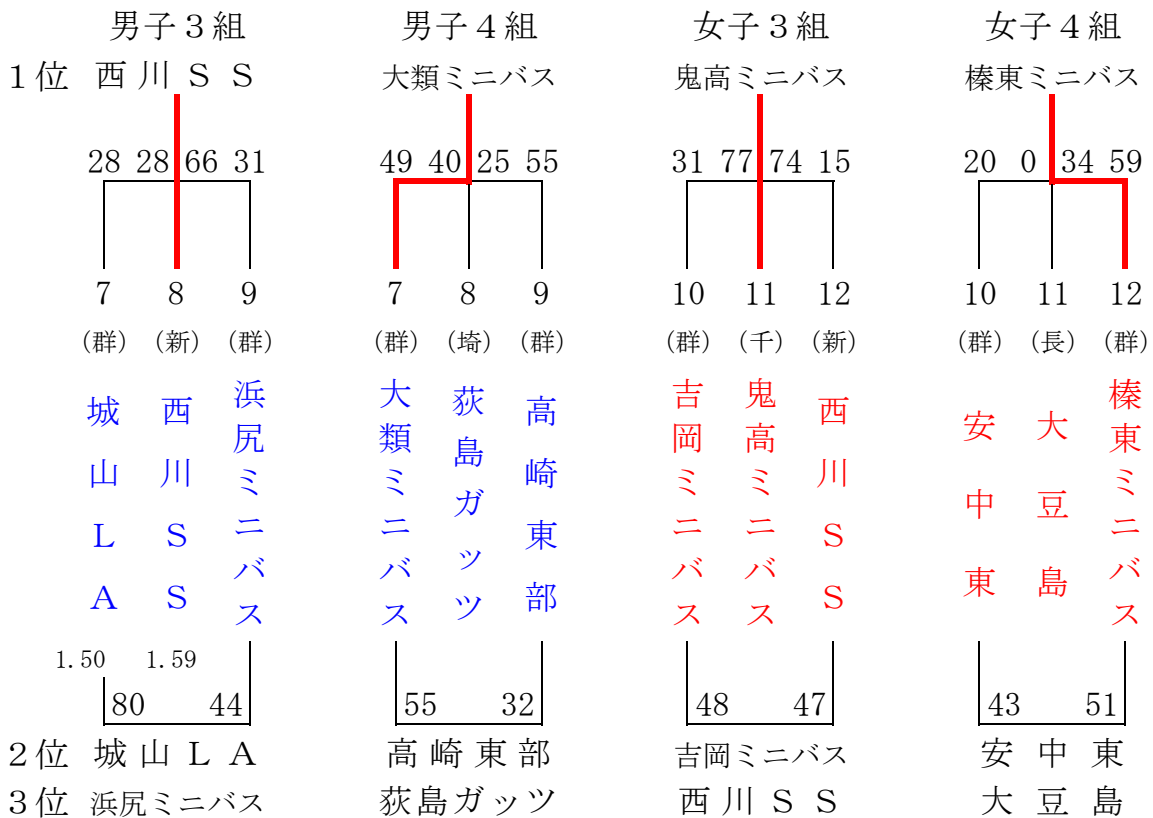 男子３組 男子４組 女子３組 女子４組
１位 西川ＳＳ 大類ミニバス 鬼高ミニバス 榛東ミニバス
28 28 66 31 49 40 25 55 31 77 74 15 20 0 34 59
7 8 9 7 8 9 10 11 12 10 11 12
(群) (新) (群) (群) (埼) (群) (群) (千) (新) (群) (長) (群)
城山ＬＡ 西川ＳＳ 浜尻ミニバス 大類ミニバス 荻島ガッツ 高崎東部 吉岡ミニバス 鬼高ミニバス 西川ＳＳ 安中東 大豆島 榛東ミニバス
1.50 1.59
80 44 55 32 48 47 43 51
２位 城山ＬＡ 高崎東部 吉岡ミニバス 安中東
３位 浜尻ミニバス 荻島ガッツ 西川ＳＳ 大豆島